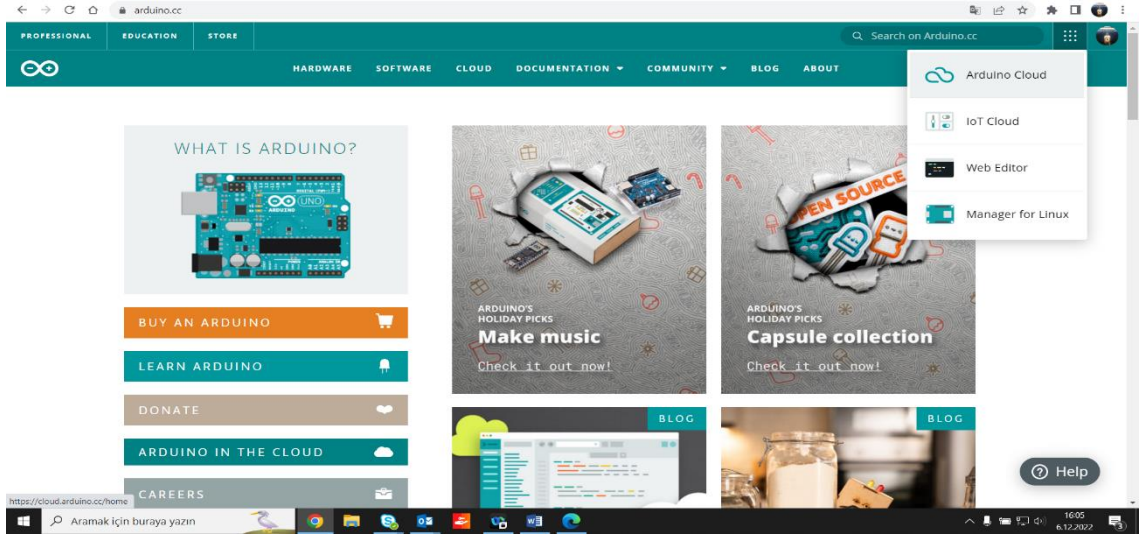 arduino.cc
PROFESSIONAL EDUCATION STORE
Search on Arduino.cc
HARDWARE SOFTWARE CLOUD DOCUMENTATION COMMUNITY BLOG ABOUT
Arduino Cloud
IoT Cloud
Web Editor
Manager for Linux
WHAT IS ARDUINO?
UNO
ARDUINO
BUY AN ARDUINO
LEARN ARDUINO
DONATE
ARDUINO IN THE CLOUD
CAREERS
ARDUINO'S
HOLIDAY PICKS
Make music
Check it out now!
OPEN SOURCE
ARDUINO'S
HOLIDAY PICKS
Capsule collection
Check it out now!
BLOG
BLOG
Help
https://cloud.arduino.cc/home
Aramak için buraya yazın
16:05
6.12.2022